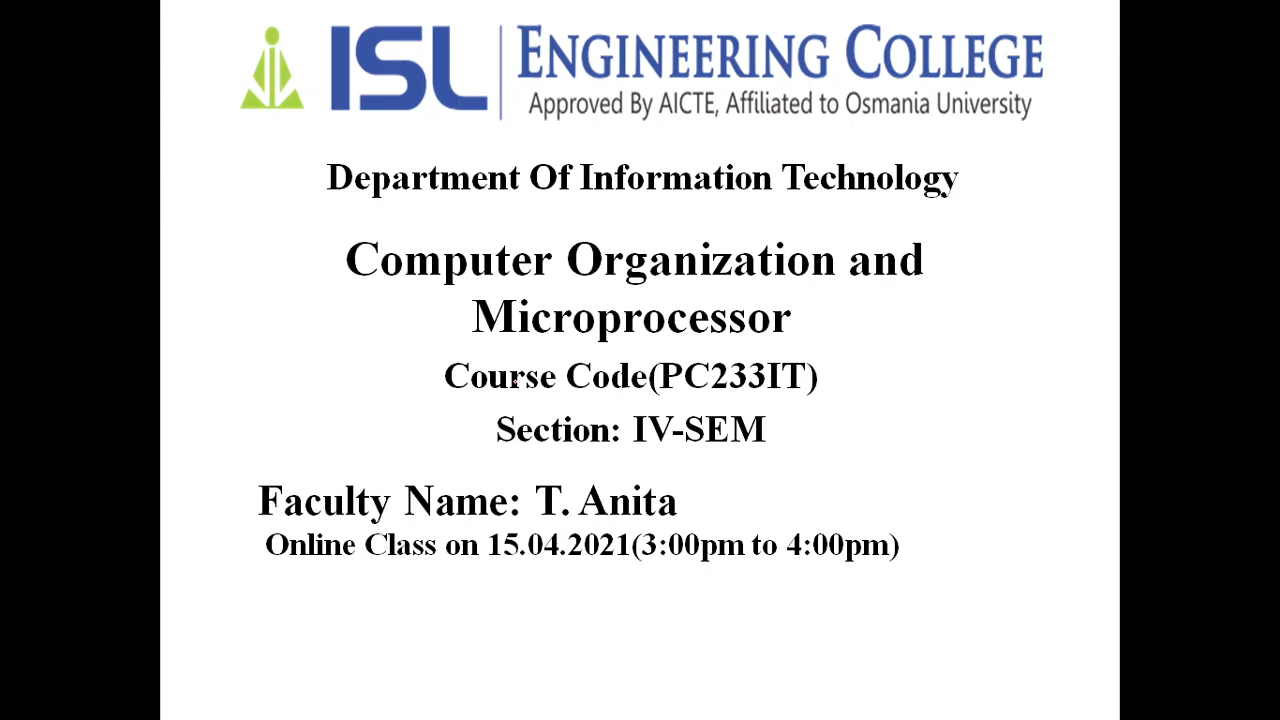 ISL ENGINEERING COLLEGE
Approved By AICTE, Affiliated to Osmania University
Department Of Information Technology
Computer Organization and
Microprocessor
Course Code(PC233IT)
Section: IV-SEM
Faculty Name: T. Anita
Online Class on 15.04.2021(3:00pm to 4:00pm)